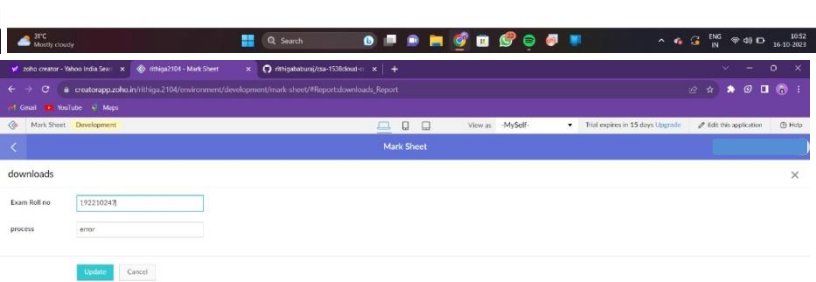 31°C
Mostly cloudy
Search
ENG
IN
10:52
16-10-2023
zoho creator - Yahoo India Sear
rithiga2104 - Mark Sheet
rithigababuraj/csa-1538cloud-c
creatorapp.zoho.in/rithiga.2104/environment/development/mark-sheet/#Report:downloads_Report
Gmail YouTube Maps
Mark Sheet Development View as -MySelf- Trial expires in 15 days Upgrade Edit this application Help
Mark Sheet
downloads
Exam Roll no 192210247
process error
Update Cancel